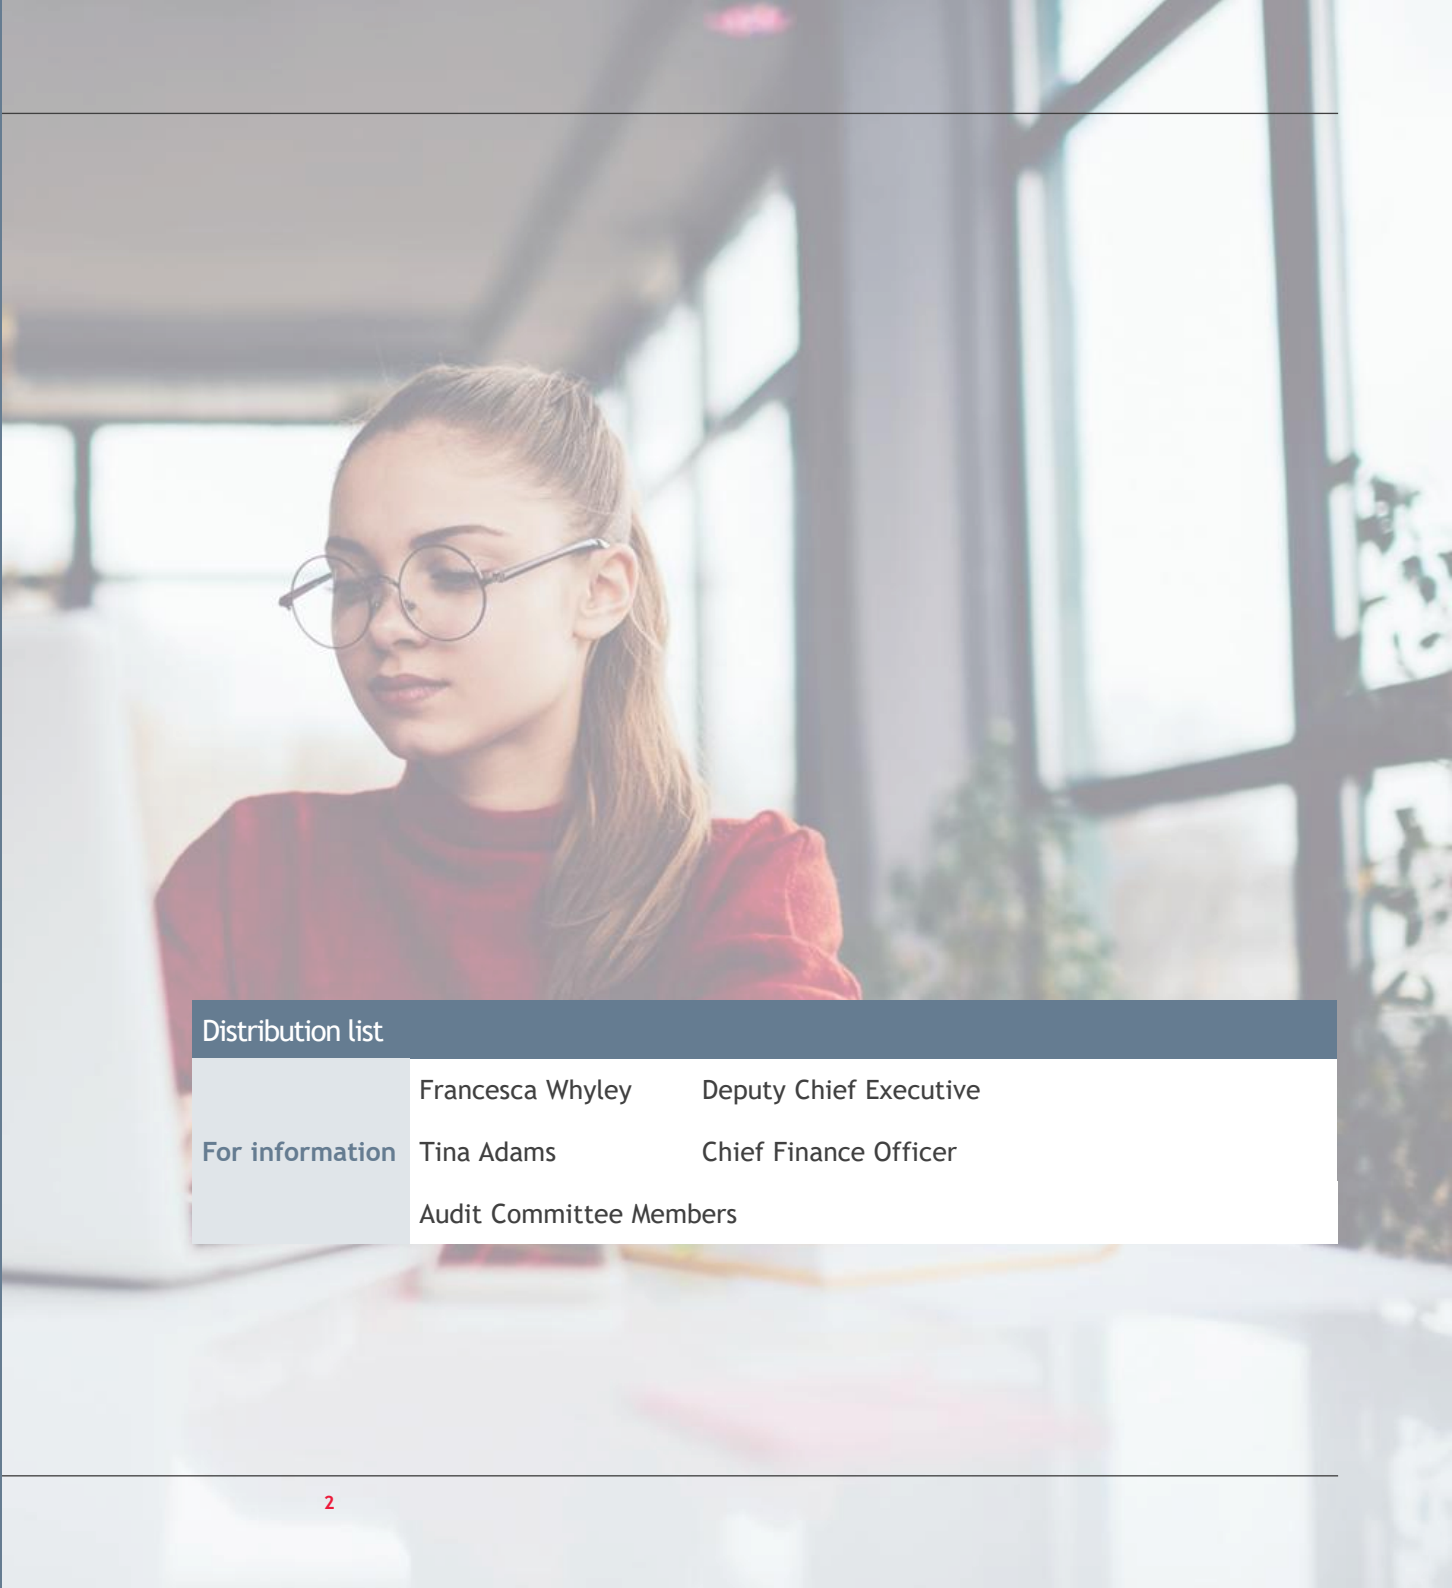 Distribution list
For information
Francesca Whyley Deputy Chief Executive
Tina Adams Chief Finance Officer
Audit Committee Members
2